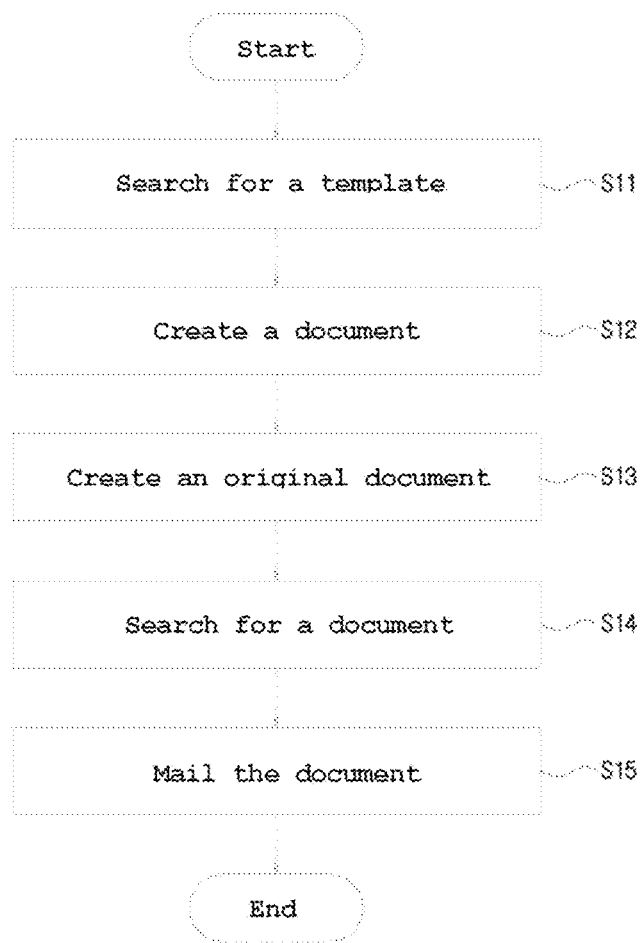 Start
Search for a template
S11
Create a document
S12
Create an original document
S13
Search for a document
S14
Mail the document
S15
End